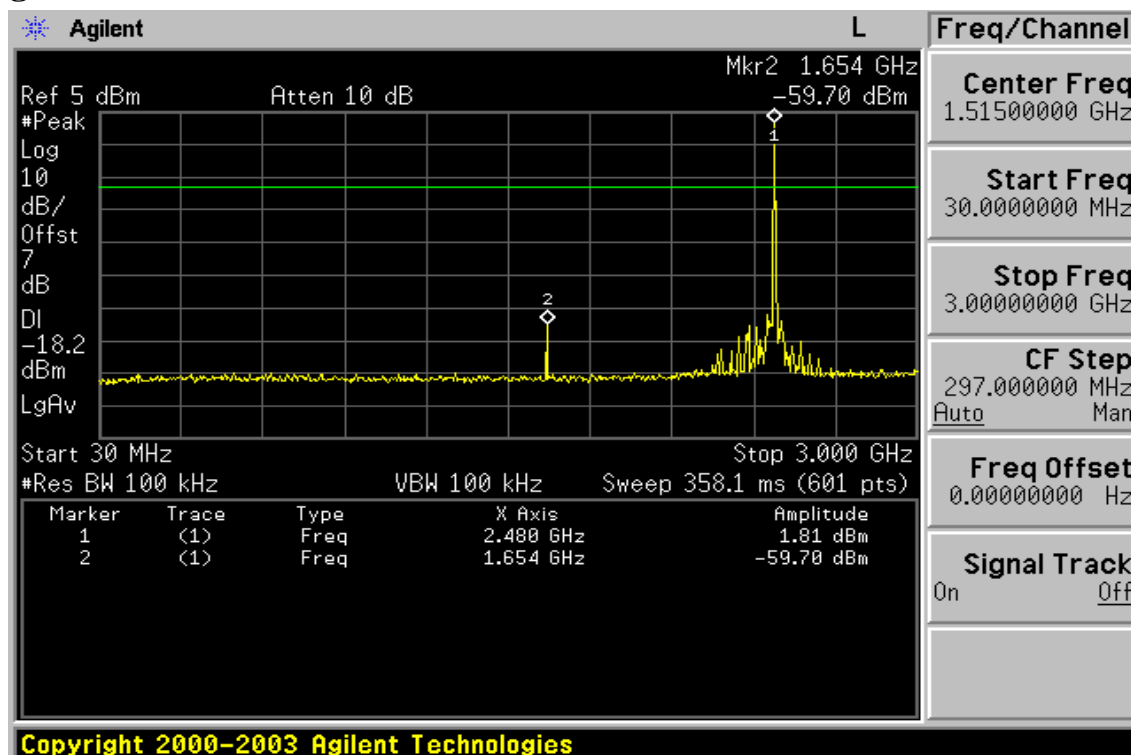 Agilent L Freq/Channel
Mkr2 1.654 GHz
Ref 5 dBm Atten 10 dB -59.70 dBm
#Peak
Log
10
dB/
Offst
7
dB
DI
-18.2
dBm
LgAv
1
2
Start 30 MHz Stop 3.000 GHz
#Res BW 100 kHz VBW 100 kHz Sweep 358.1 ms (601 pts)
Marker Trace Type X Axis Amplitude
1 (1) Freq 2.480 GHz 1.81 dBm
2 (1) Freq 1.654 GHz -59.70 dBm
Center Freq
1.51500000 GHz
Start Freq
30.0000000 MHz
Stop Freq
3.00000000 GHz
CF Step
297.000000 MHz
Auto Man
Freq Offset
0.00000000 Hz
Signal Track
On Off
Copyright 2000-2003 Agilent Technologies